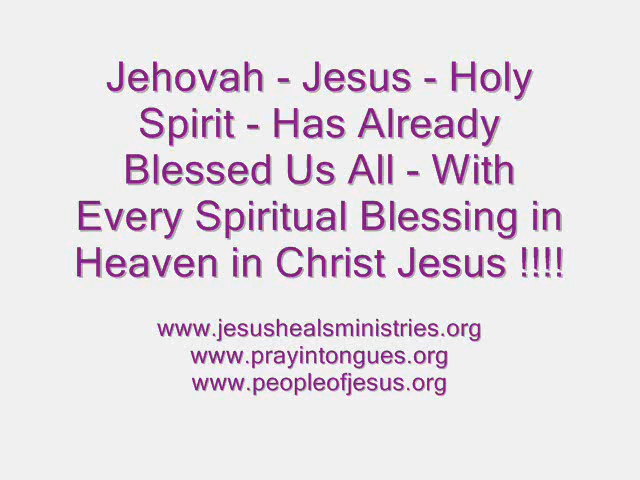 Jehovah - Jesus - Holy
Spirit - Has Already
Blessed Us All - With
Every Spiritual Blessing in
Heaven in Christ Jesus !!!!
www.jesushealsministries.org
www.prayintongues.org
www.peopleofjesus.org